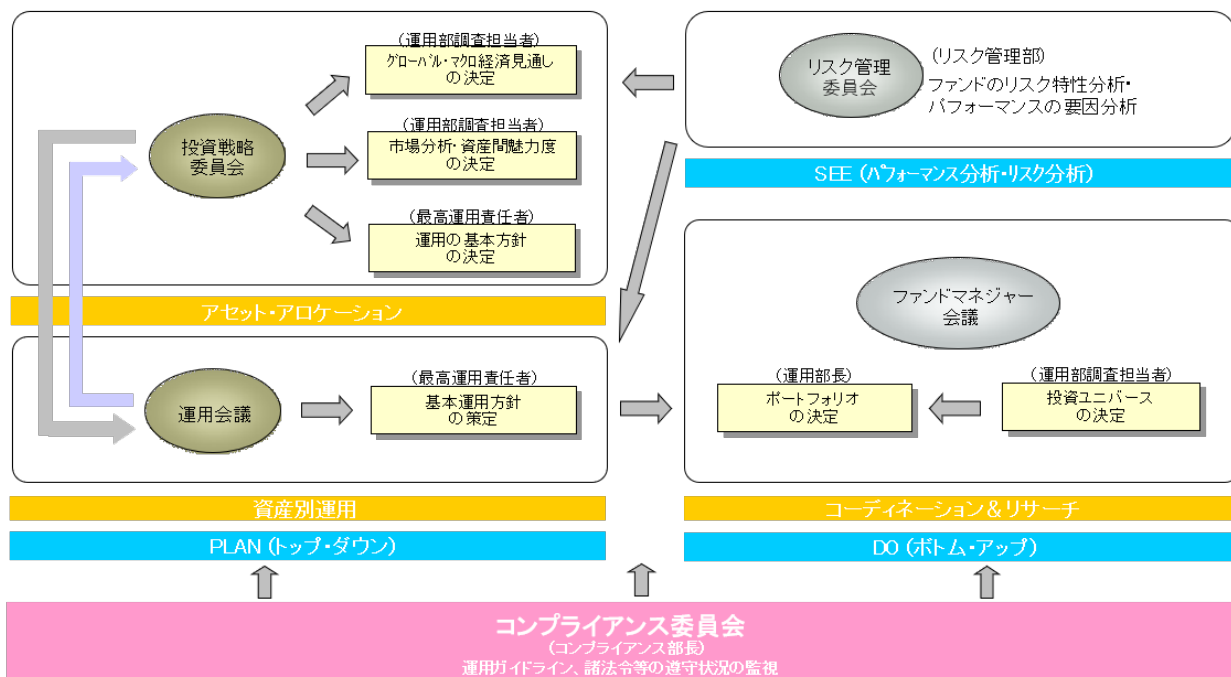 (運用部調査担当者)
グローバル・マクロ経済見通し
の決定
投資戦略
委員会
(運用部調査担当者)
市場分析・資産間魅力度
の決定
(最高運用責任者)
運用の基本方針
の決定
アセット・アロケーション
リスク管理
委員会
(リスク管理部)
ファンドのリスク特性分析・
パフォーマンスの要因分析
SEE (パフォーマンス分析・リスク分析)
運用会議
(最高運用責任者)
基本運用方針
の策定
資産別運用
PLAN (トップ・ダウン)
ファンドマネジャー
会議
(運用部長)
ポートフォリオ
の決定
(運用部調査担当者)
投資ユニバース
の決定
コーディネーション&リサーチ
DO (ボトム・アップ)
コンプライアンス委員会
(コンプライアンス部長)
運用ガイドライン、諸法令等の遵守状況の監視